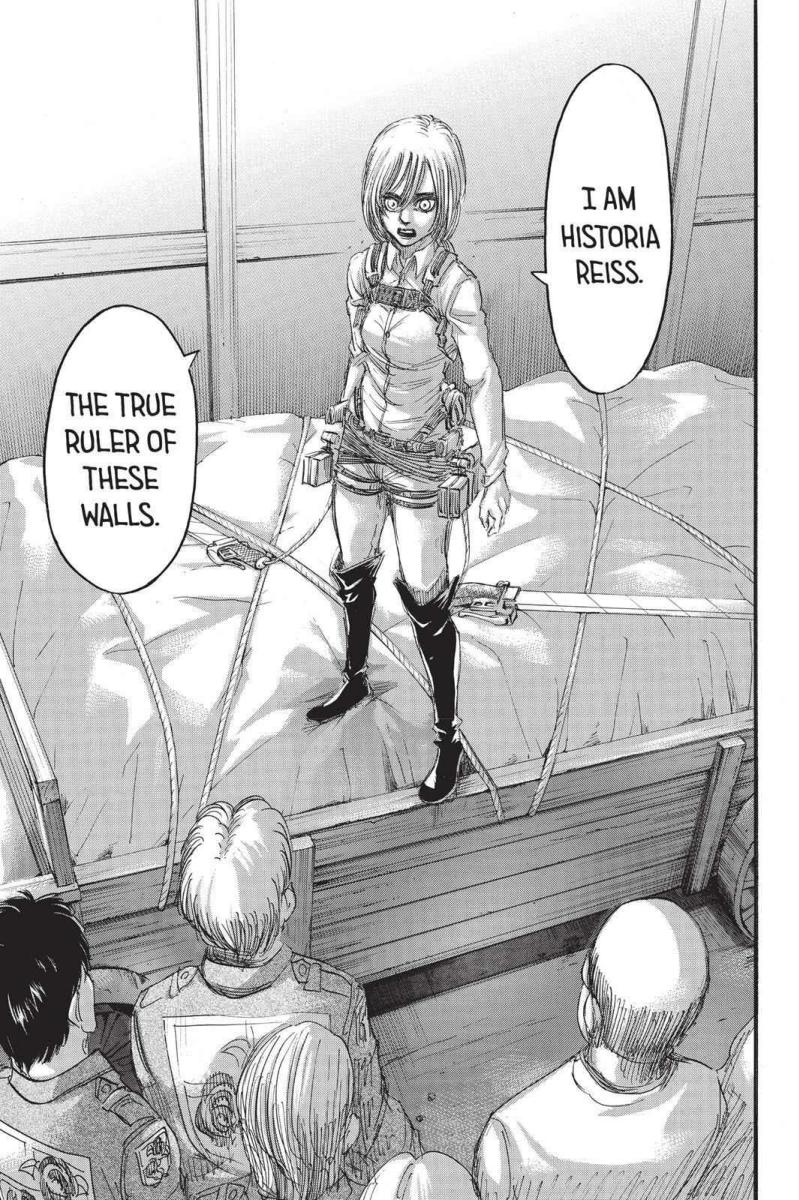 I AM
HISTORIA
REISS.
THE TRUE
RULER OF
THESE
WALLS.